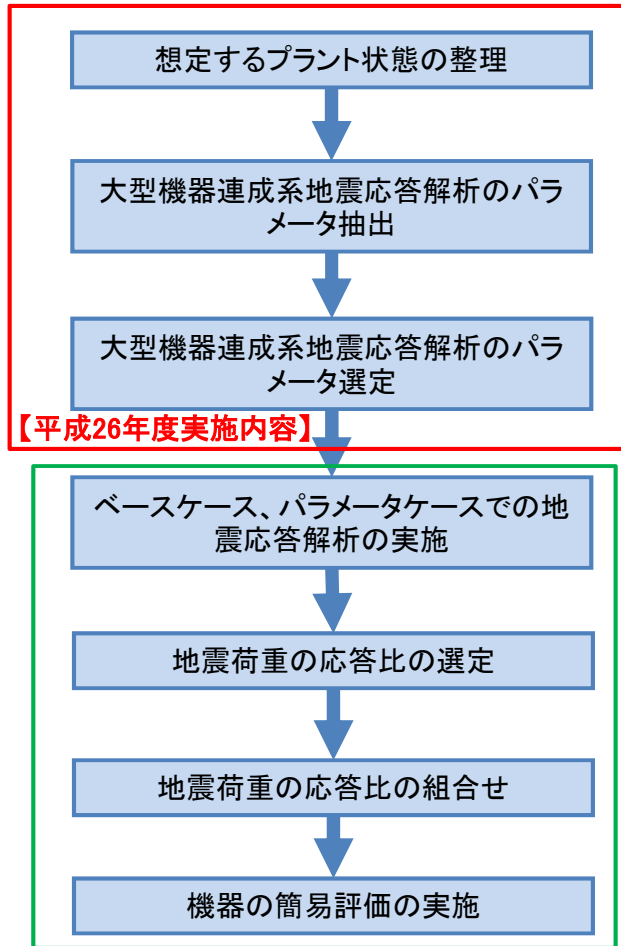 想定するプラント状態の整理
大型機器連成系地震応答解析のパラ
メータ抽出
大型機器連成系地震応答解析のパラ
メータ選定
【平成26年度実施内容】
ベースケース、パラメータケースでの地
震応答解析の実施
地震荷重の応答比の選定
地震荷重の応答比の組合せ
機器の簡易評価の実施